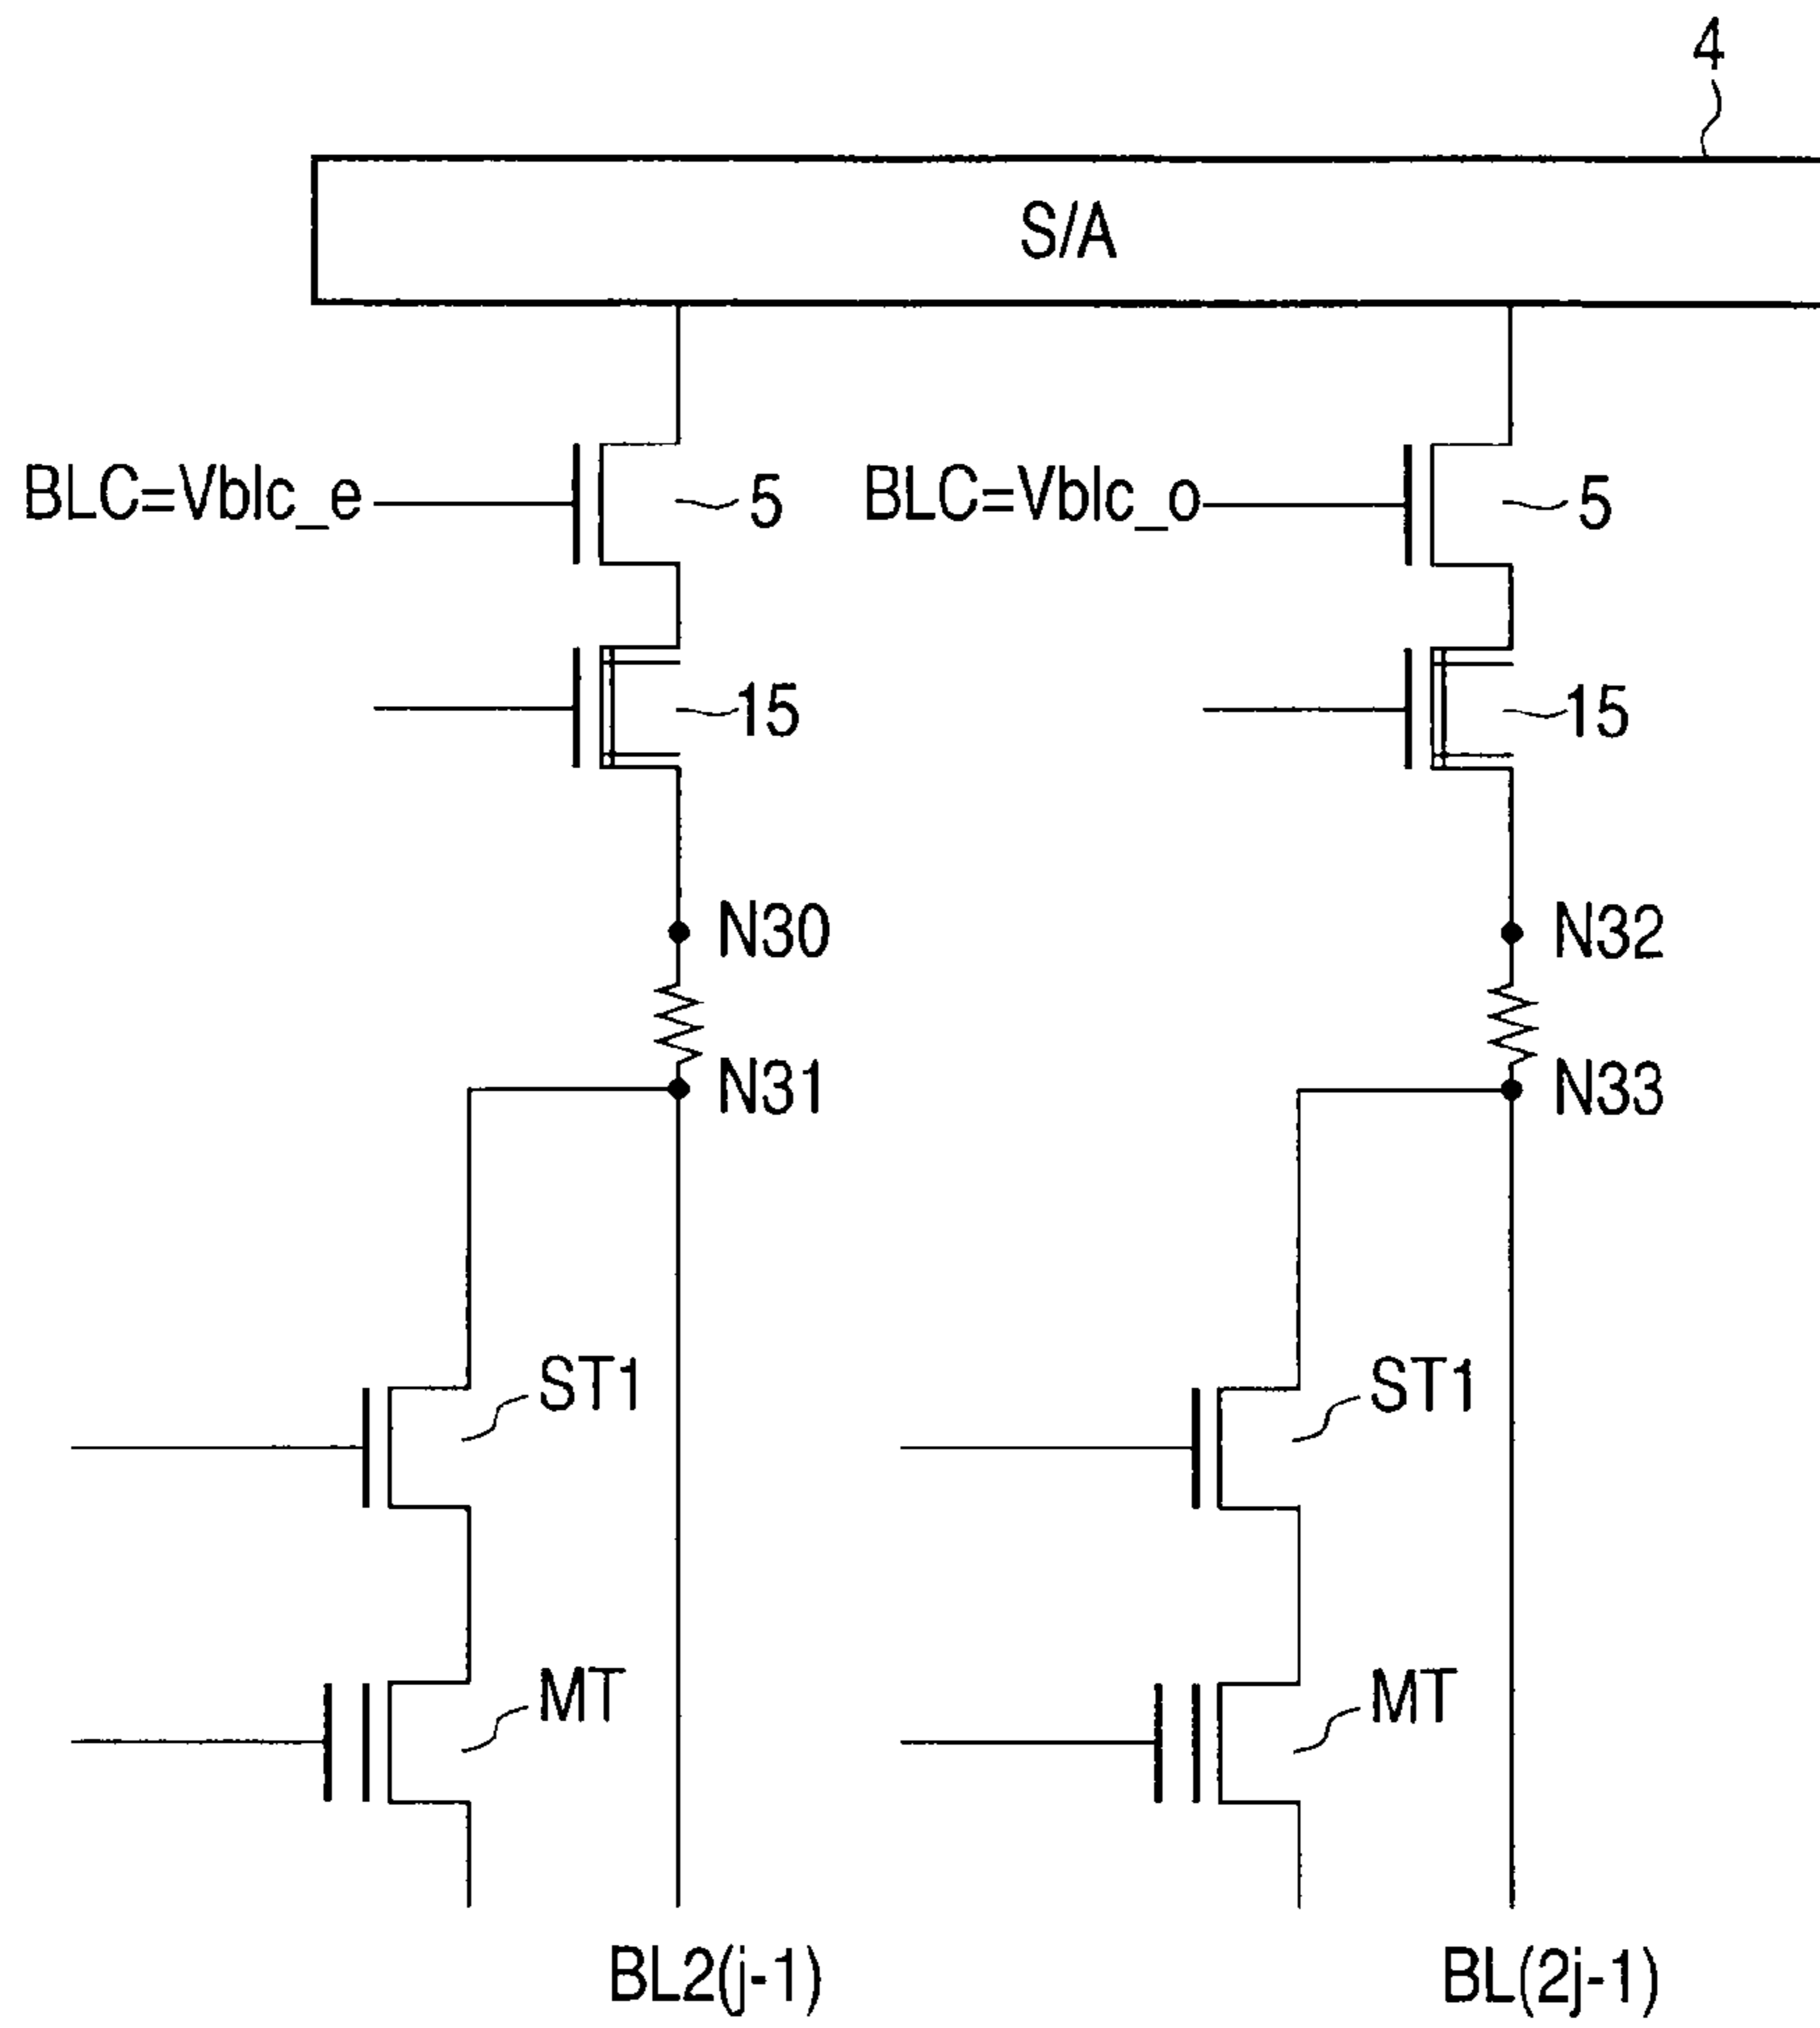 4
S/A
BLC=Vblc_e
5
BLC=Vblc_o
5
15
15
N30
N32
N31
N33
ST1
ST1
MT
MT
BL2(j-1)
BL(2j-1)